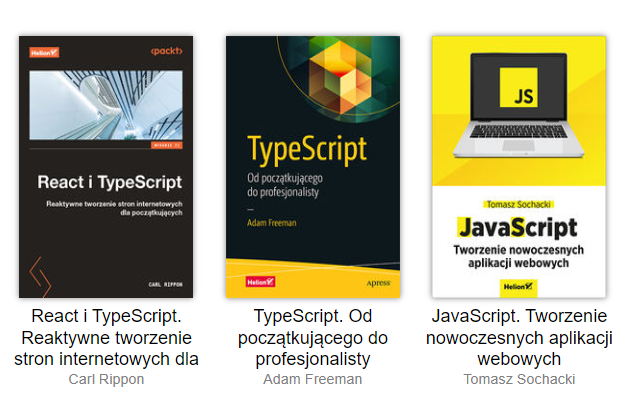 Helion
<packt>
WYDANIE II
React i TypeScript
Reaktywne tworzenie stron internetowych
dla początkujących
CARL RIPPON
TypeScript
Od początkującego
do profesjonalisty
Adam Freeman
Helion
Apress
JS
Tomasz Sochacki
JavaScript
Tworzenie nowoczesnych
aplikacji webowych
Helion
React i TypeScript.
Reaktywne tworzenie
stron internetowych dla
Carl Rippon
TypeScript. Od
początkującego do
profesjonalisty
Adam Freeman
JavaScript. Tworzenie
nowoczesnych aplikacji
webowych
Tomasz Sochacki